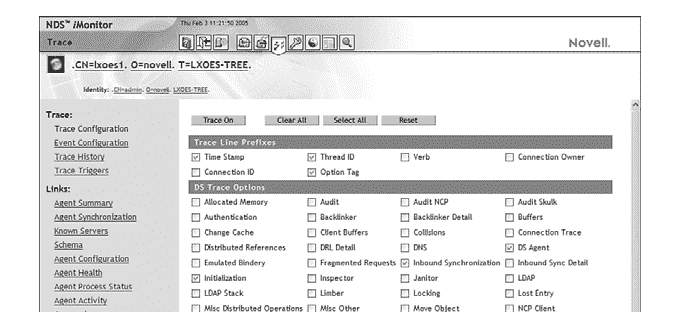 NDS™ iMonitor
Thu Feb 3 11:21:50 2005
Trace
Novell.
.CN=lxoes1. O=novell. T=LXOES-TREE.
Identity: .CN=admin. O=novell. LXOES-TREE.
Trace:
Trace Configuration
Event Configuration
Trace History
Trace Triggers
Links:
Agent Summary
Agent Synchronization
Known Servers
Schema
Agent Configuration
Agent Health
Agent Process Status
Agent Activity
Trace On Clear All Select All Reset
Trace Line Prefixes
Time Stamp Thread ID Verb Connection Owner
Connection ID Option Tag
DS Trace Options
Allocated Memory Audit Audit NCP Audit Skulk
Authentication Backlinker Backlinker Detail Buffers
Change Cache Client Buffers Collisions Connection Trace
Distributed References DRL Detail DNS DS Agent
Emulated Bindery Fragmented Requests Inbound Synchronization Inbound Sync Detail
Initialization Inspector Janitor LDAP
LDAP Stack Limber Locking Lost Entry
Misc Distributed Operations Misc Other Move Object NCP Client